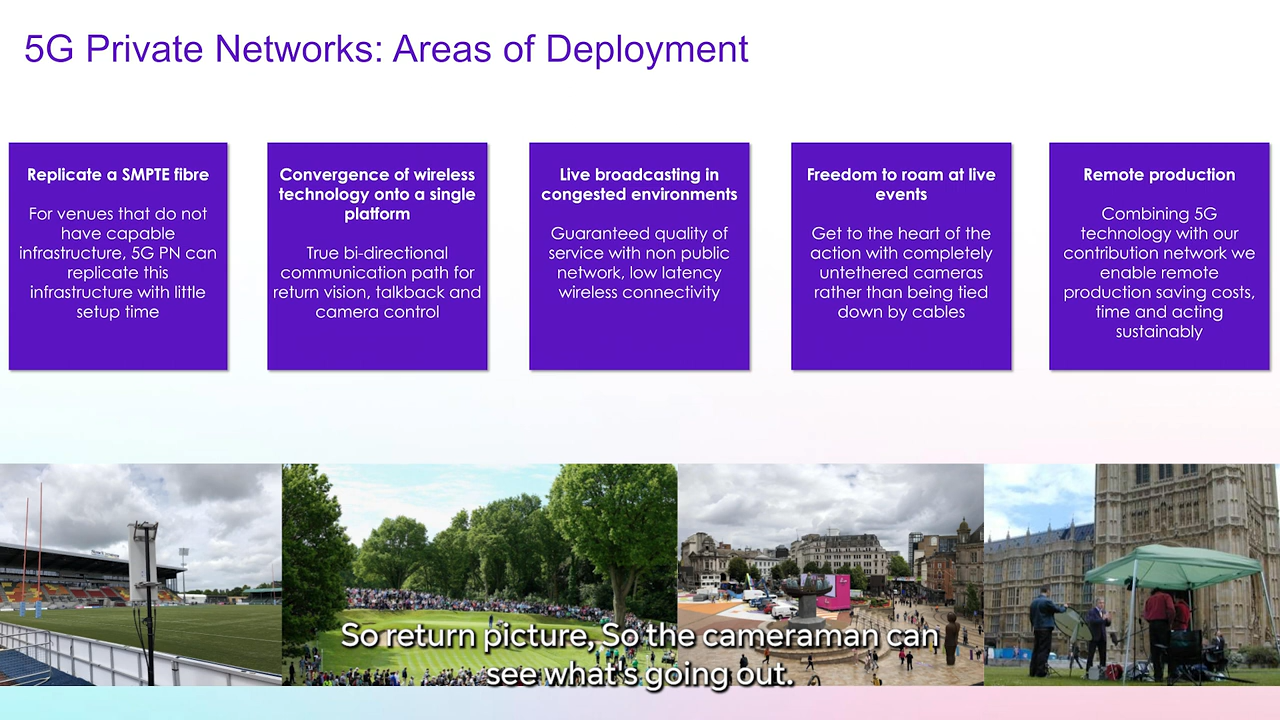 5G Private Networks: Areas of Deployment
Replicate a SMPTE fibre
For venues that do not
have capable
infrastructure, 5G PN can
replicate this
infrastructure with little
setup time
Convergence of wireless
technology onto a single
platform
True bi-directional
communication path for
return vision, talkback and
camera control
Live broadcasting in
congested environments
Guaranteed quality of
service with non public
network, low latency
wireless connectivity
Freedom to roam at live
events
Get to the heart of the
action with completely
untethered cameras
rather than being tied
down by cables
Remote production
Combining 5G
technology with our
contribution network we
enable remote
production saving costs,
time and acting
sustainably
So return picture, So the cameraman can
see what's going out.